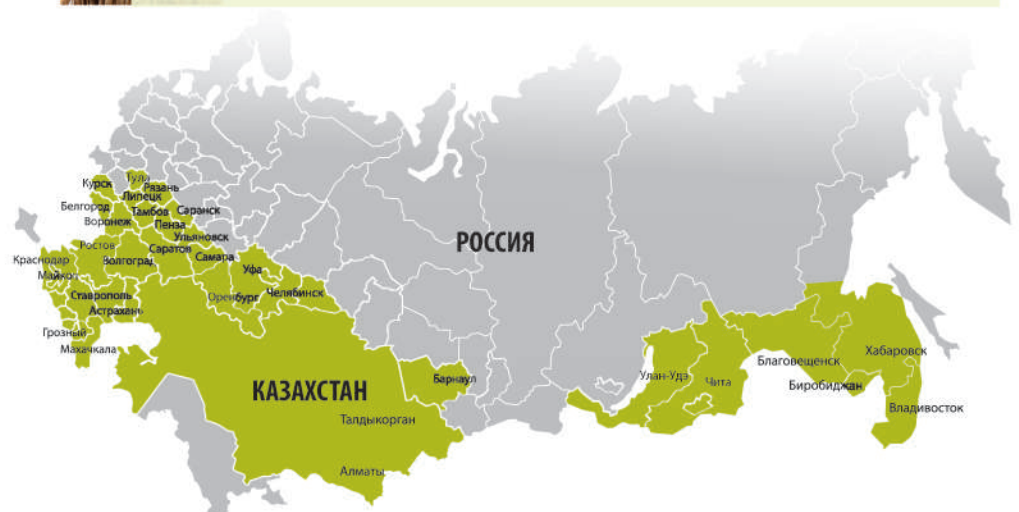 Курск
Тула
Рязань
Липецк
Белгород
Тамбов
Саранск
Воронеж
Пенза
Ульяновск
РОССИЯ
Ростов
Саратов
Волгоград
Самара
Краснодар
Уфа
Майкоп
Ставрополь
Оренбург
Челябинск
Астрахань
Грозный
Махачкала
Хабаровск
Благовещенск
Улан-Удэ
Чита
Барнаул
Биробиджан
КАЗАХСТАН
Владивосток
Талдыкорган
Алматы